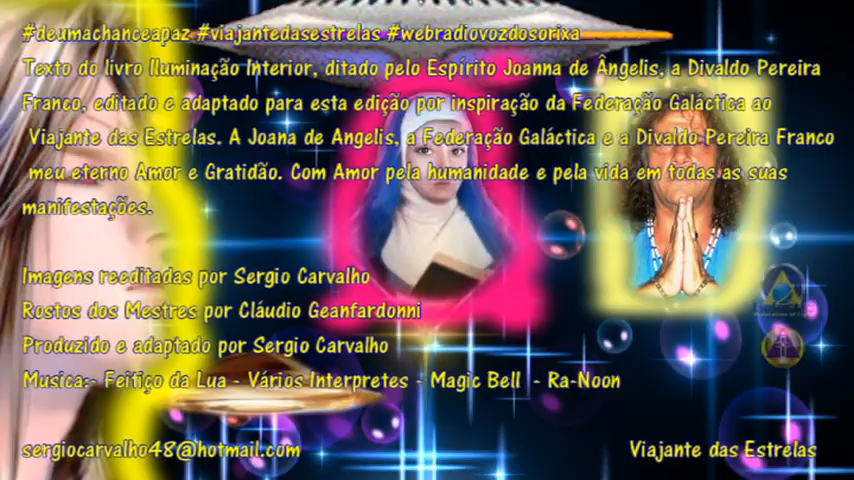 #deumachanceapaz #viajantedasestrelas #webradiovozdosorixa
Texto do livro Iluminação Interior, ditado pelo Espírito Joanna de Ângelis, a Divaldo Pereira
Franco, editado e adaptado para esta edição por inspiração da Federação Galáctica ao
Viajante das Estrelas. A Joana de Angelis, a Federação Galáctica e a Divaldo Pereira Franco
meu eterno Amor e Gratidão. Com Amor pela humanidade e pela vida em todas as suas
manifestações.
Imagens reeditadas por Sergio Carvalho
Rostos dos Mestres por Cláudio Geanfardonni
Produzido e adaptado por Sergio Carvalho
Musica:- Feitiço da Lua - Vários Interpretes - Magic Bell - Ra-Noon
sergiocarvalho48@hotmail.com
Viajante das Estrelas